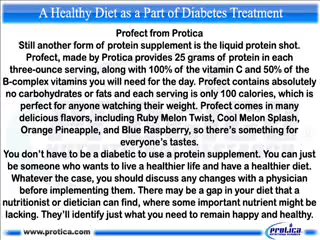 A Healthy Diet as a Part of Diabetes Treatment
Profect from Protica
Still another form of protein supplement is the liquid protein shot.
Profect, made by Protica provides 25 grams of protein in each
three-ounce serving, along with 100% of the vitamin C and 50% of the
B-complex vitamins you will need for the day. Profect contains absolutely
no carbohydrates or fats and each serving is only 100 calories, which is
perfect for anyone watching their weight. Profect comes in many
delicious flavors, including Ruby Melon Twist, Cool Melon Splash,
Orange Pineapple, and Blue Raspberry, so there's something for
everyone's tastes.
You don't have to be a diabetic to use a protein supplement. You can just
be someone who wants to live a healthier life and have a healthier diet.
Whatever the case, you should discuss any changes with a physician
before implementing them. There may be a gap in your diet that a
nutritionist or dietician can find, where some important nutrient might be
lacking. They'll identify just what you need to remain happy and healthy.
www.protica.com
protica